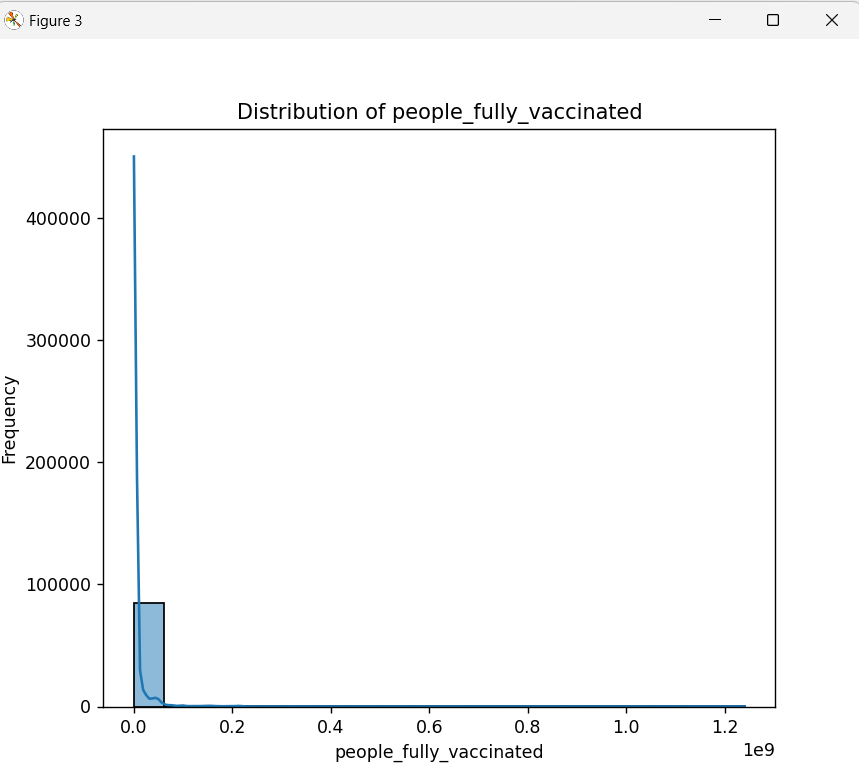 Figure 3
Distribution of people_fully_vaccinated
Frequency
400000
300000
200000
100000
0
0.0 0.2 0.4 0.6 0.8 1.0 1.2
1e9
people_fully_vaccinated